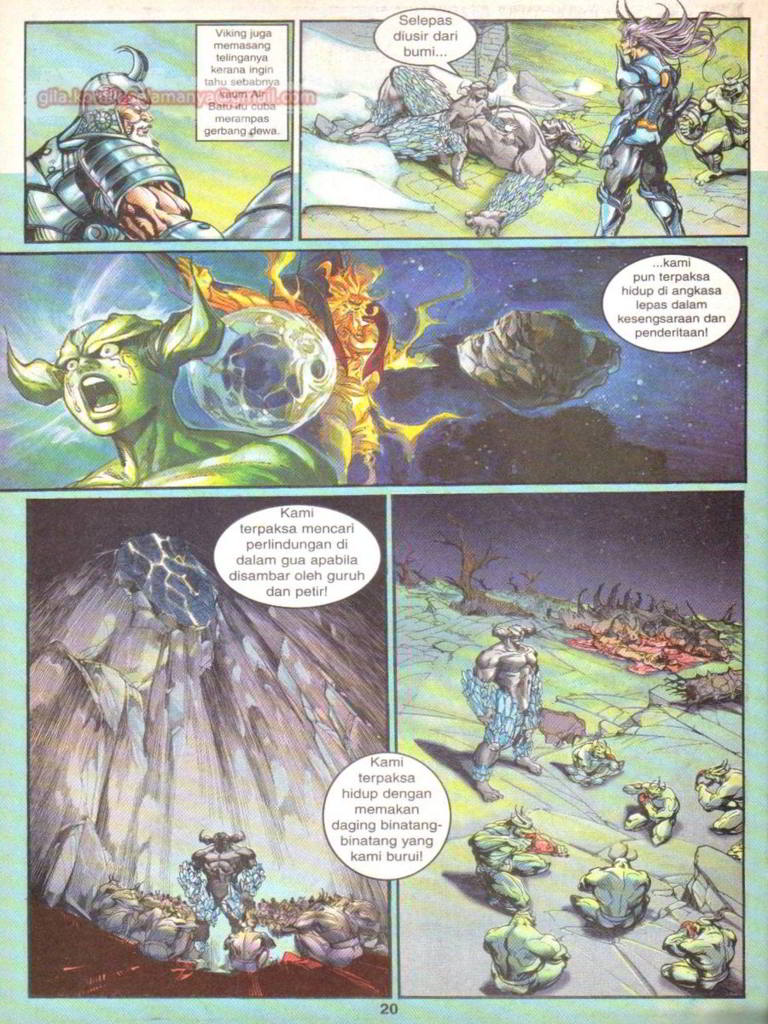 Viking juga
memasang
telinganya
kerana ingin
tahu sebabnya
kaum Air
Batu itu cuba
merampas
gerbang dewa.
Selepas
diusir dari
bumi...
...kami
pun terpaksa
hidup di angkasa
lepas dalam
kesengsaraan dan
penderitaan!
Kami
terpaksa mencari
perlindungan di
dalam gua apabila
disambar oleh guruh
dan petir!
Kami
terpaksa
hidup dengan
memakan
daging binatang-
binatang yang
kami burui!
20